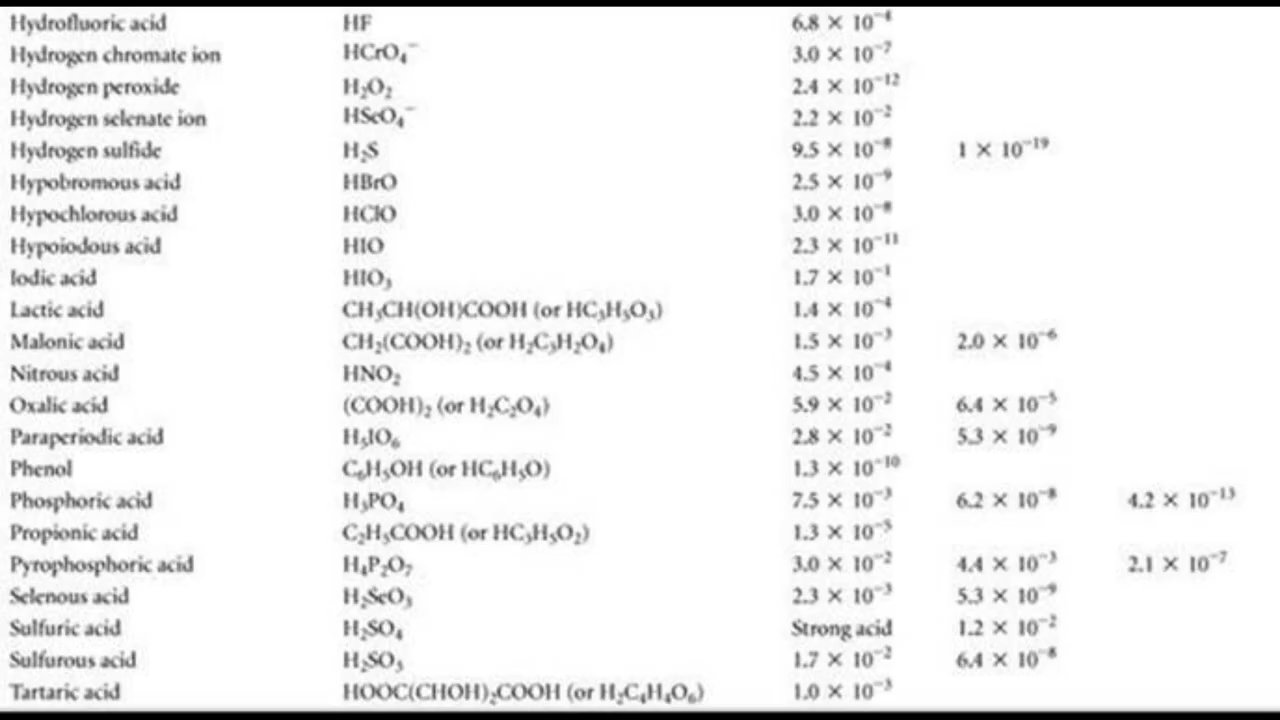 Hydrofluoric acid HF 6.8 × 10⁻⁴
Hydrogen chromate ion HCrO₄⁻ 3.0 × 10⁻⁷
Hydrogen peroxide H₂O₂ 2.4 × 10⁻¹²
Hydrogen selenate ion HSeO₄⁻ 2.2 × 10⁻²
Hydrogen sulfide H₂S 9.5 × 10⁻⁸ 1 × 10⁻¹⁹
Hypobromous acid HBrO 2.5 × 10⁻⁹
Hypochlorous acid HClO 3.0 × 10⁻⁸
Hypoiodous acid HIO 2.3 × 10⁻¹¹
Iodic acid HIO₃ 1.7 × 10⁻¹
Lactic acid CH₃CH(OH)COOH (or HC₃H₅O₃) 1.4 × 10⁻⁴
Malonic acid CH₂(COOH)₂ (or H₂C₃H₂O₄) 1.5 × 10⁻³ 2.0 × 10⁻⁶
Nitrous acid HNO₂ 4.5 × 10⁻⁴
Oxalic acid (COOH)₂ (or H₂C₂O₄) 5.9 × 10⁻² 6.4 × 10⁻⁵
Paraperiodic acid H₅IO₆ 2.8 × 10⁻² 5.3 × 10⁻⁹
Phenol C₆H₅OH (or HC₆H₅O) 1.3 × 10⁻¹⁰
Phosphoric acid H₃PO₄ 7.5 × 10⁻³ 6.2 × 10⁻⁸ 4.2 × 10⁻¹³
Propionic acid C₂H₅COOH (or HC₃H₅O₂) 1.3 × 10⁻⁵
Pyrophosphoric acid H₄P₂O₇ 3.0 × 10⁻² 4.4 × 10⁻³ 2.1 × 10⁻⁷
Selenous acid H₂SeO₃ 2.3 × 10⁻³ 5.3 × 10⁻⁹
Sulfuric acid H₂SO₄ Strong acid 1.2 × 10⁻²
Sulfurous acid H₂SO₃ 1.7 × 10⁻² 6.4 × 10⁻⁸
Tartaric acid HOOC(CHOH)₂COOH (or H₂C₄H₄O₆) 1.0 × 10⁻³